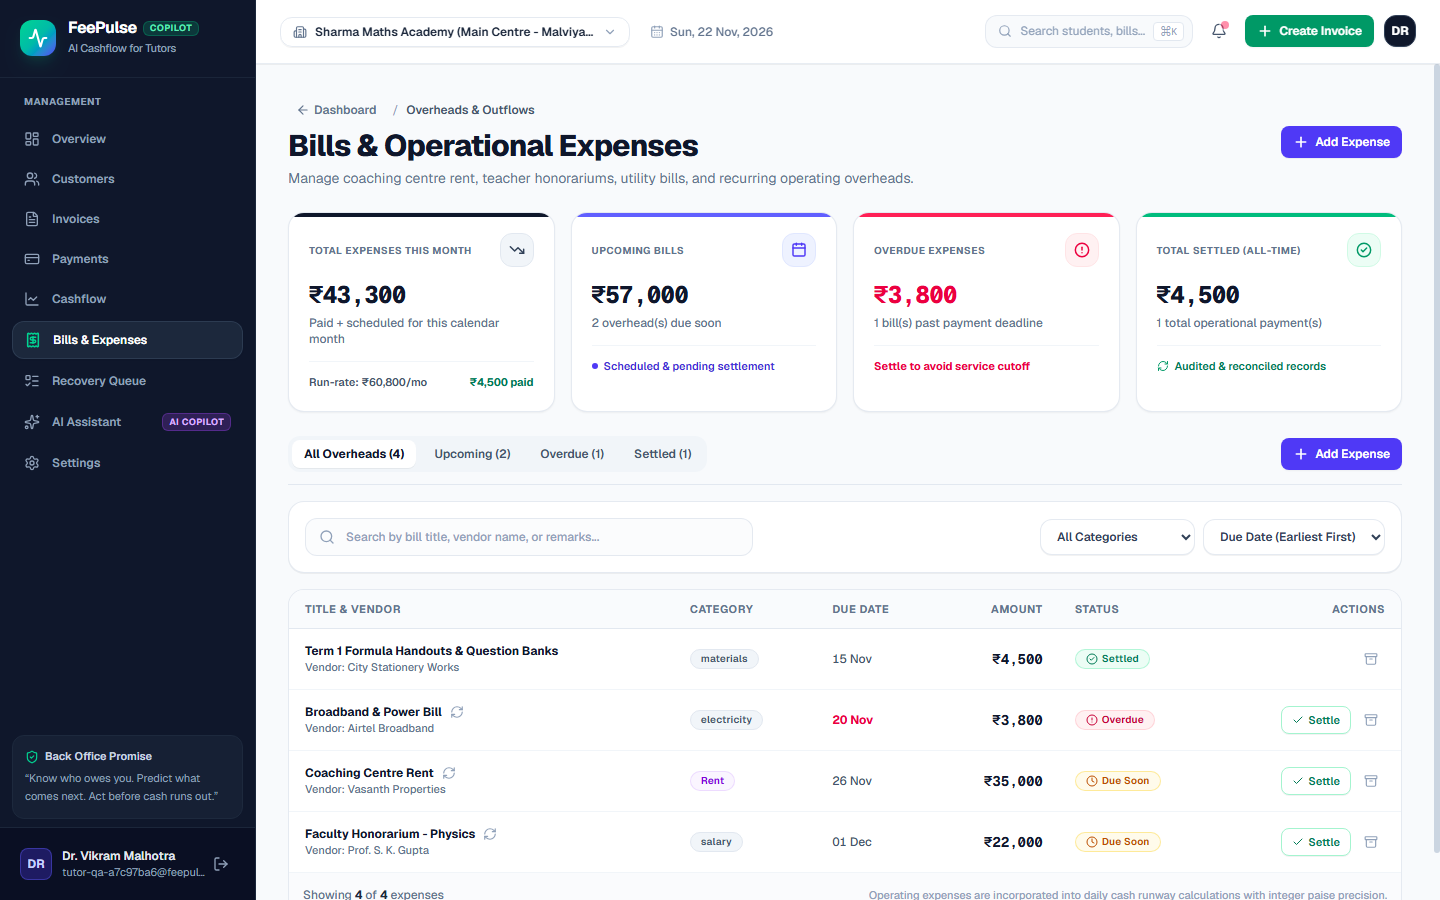 FeePulse COPILOT
AI Cashflow for Tutors
MANAGEMENT
Overview
Customers
Invoices
Payments
Cashflow
Bills & Expenses
Recovery Queue
AI Assistant AI COPILOT
Settings
Back Office Promise
“Know who owes you. Predict what
comes next. Act before cash runs out.”
DR
Dr. Vikram Malhotra
tutor-qa-a7c97ba6@feepul...
Sharma Maths Academy (Main Centre - Malviya...
Sun, 22 Nov, 2026
Search students, bills... ⌘K
Create Invoice
DR
Dashboard / Overheads & Outflows
Bills & Operational Expenses
Manage coaching centre rent, teacher honorariums, utility bills, and recurring operating overheads.
Add Expense
TOTAL EXPENSES THIS MONTH
₹43,300
Paid + scheduled for this calendar
month
Run-rate: ₹60,800/mo ₹4,500 paid
UPCOMING BILLS
₹57,000
2 overhead(s) due soon
Scheduled & pending settlement
OVERDUE EXPENSES
₹3,800
1 bill(s) past payment deadline
Settle to avoid service cutoff
TOTAL SETTLED (ALL-TIME)
₹4,500
1 total operational payment(s)
Audited & reconciled records
All Overheads (4) Upcoming (2) Overdue (1) Settled (1)
Add Expense
Search by bill title, vendor name, or remarks...
All Categories
Due Date (Earliest First)
TITLE & VENDOR CATEGORY DUE DATE AMOUNT STATUS ACTIONS
Term 1 Formula Handouts & Question Banks
Vendor: City Stationery Works
materials 15 Nov ₹4,500 Settled
Broadband & Power Bill
Vendor: Airtel Broadband
electricity 20 Nov ₹3,800 Overdue Settle
Coaching Centre Rent
Vendor: Vasanth Properties
Rent 26 Nov ₹35,000 Due Soon Settle
Faculty Honorarium - Physics
Vendor: Prof. S. K. Gupta
salary 01 Dec ₹22,000 Due Soon Settle
Showing 4 of 4 expenses
Operating expenses are incorporated into daily cash runway calculations with integer paise precision.